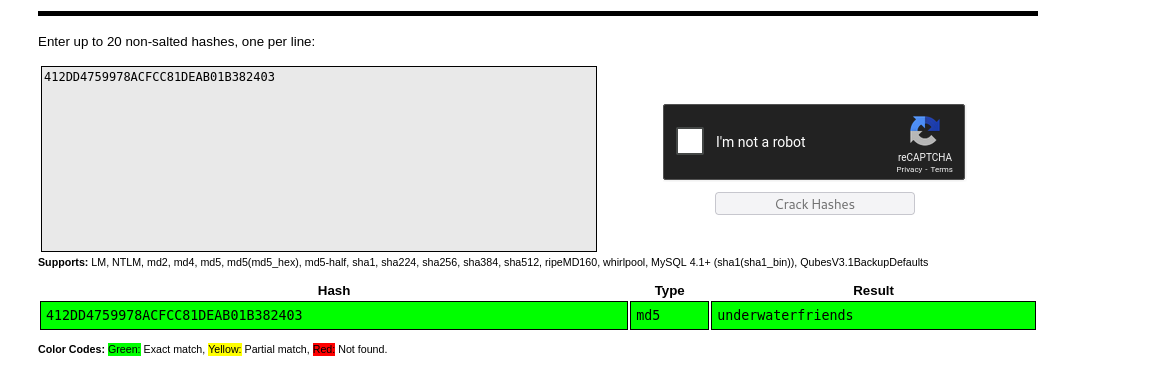 Enter up to 20 non-salted hashes, one per line:
412DD4759978ACFCC81DEAB01B382403
I'm not a robot
reCAPTCHA
Privacy - Terms
Crack Hashes
Supports: LM, NTLM, md2, md4, md5, md5(md5_hex), md5-half, sha1, sha224, sha256, sha384, sha512, ripeMD160, whirlpool, MySQL 4.1+ (sha1(sha1_bin)), QubesV3.1BackupDefaults
Hash Type Result
412DD4759978ACFCC81DEAB01B382403 md5 underwaterfriends
Color Codes: Green: Exact match, Yellow: Partial match, Red: Not found.